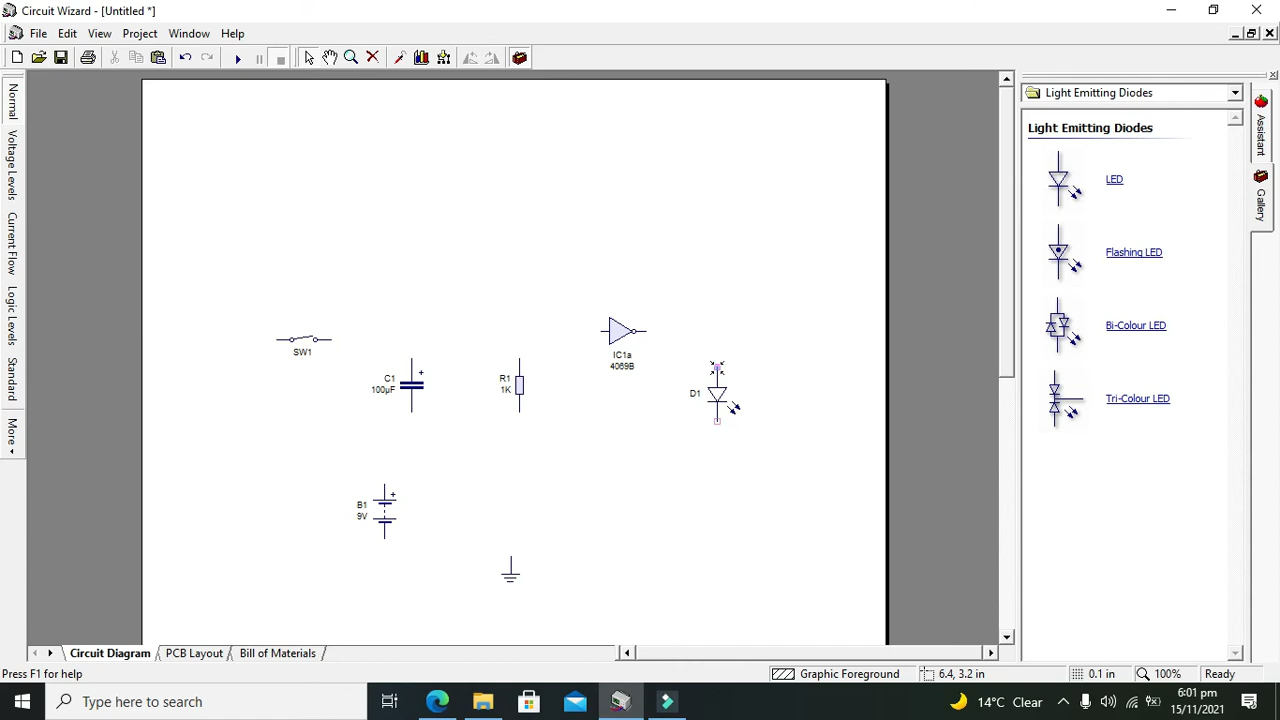 Circuit Wizard - [Untitled *]
File Edit View Project Window Help
Normal
Voltage Levels
Current Flow
Logic Levels
Standard
More
Light Emitting Diodes
Light Emitting Diodes
LED
Flashing LED
Bi-Colour LED
Tri-Colour LED
Assistant
Gallery
SW1
C1
100µF
+
R1
1K
IC1a
4069B
D1
B1
9V
+
Circuit Diagram PCB Layout Bill of Materials
Press F1 for help
Graphic Foreground
6.4, 3.2 in
0.1 in
100%
Ready
Type here to search
14°C Clear
6:01 pm
15/11/2021